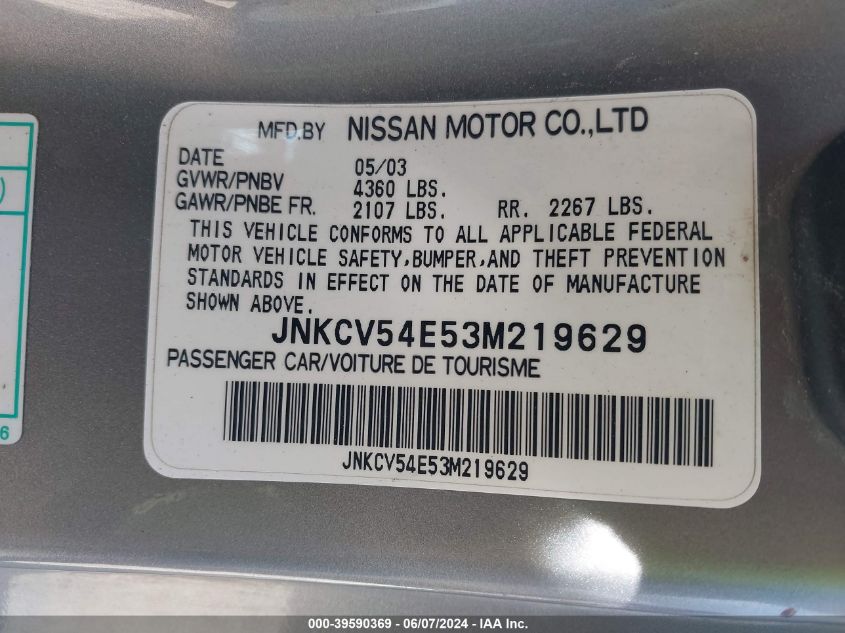 MFD.BY NISSAN MOTOR CO.,LTD
DATE 05/03
GVWR/PNBV 4360 LBS.
GAWR/PNBE FR. 2107 LBS. RR. 2267 LBS.
THIS VEHICLE CONFORMS TO ALL APPLICABLE FEDERAL
MOTOR VEHICLE SAFETY,BUMPER,AND THEFT PREVENTION
STANDARDS IN EFFECT ON THE DATE OF MANUFACTURE
SHOWN ABOVE.
JNKCV54E53M219629
PASSENGER CAR/VOITURE DE TOURISME
JNKCV54E53M219629
6
000-39590369 - 06/07/2024 - IAA Inc.